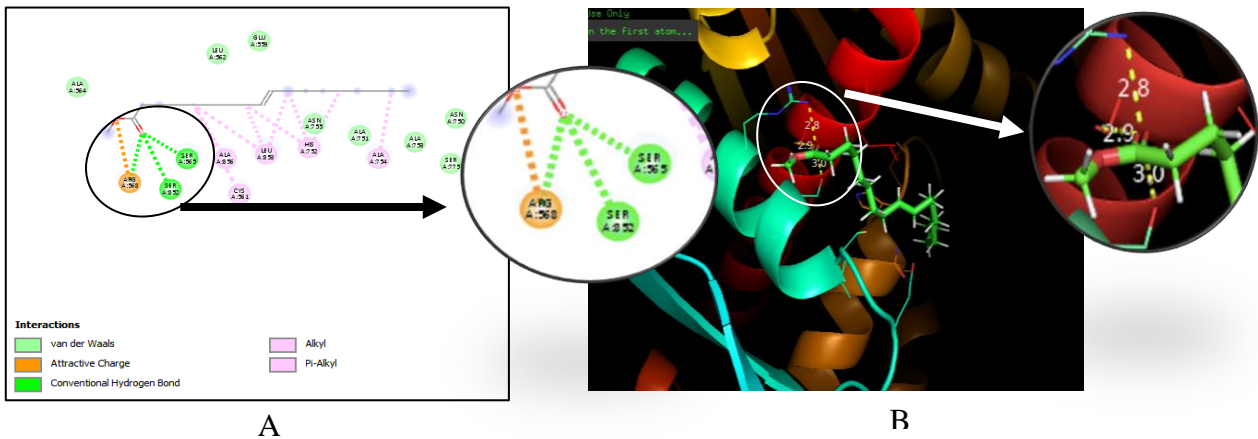 GLU
A:559
LEU
A:562
ALA
A:564
ASN
A:755
ASN
A:750
ALA
A:751
ALA
A:758
SER
A:775
SER
A:565
ALA
A:856
LEU
A:853
HIS
A:752
ALA
A:754
ARG
A:568
SER
A:852
CYS
A:561
SER
A:565
ARG
A:568
SER
A:852
Interactions
van der Waals
Attractive Charge
Conventional Hydrogen Bond
Alkyl
Pi-Alkyl
A
Use Only
n the first atom...
2.8
2.9
3.0
2.8
2.9
3.0
B